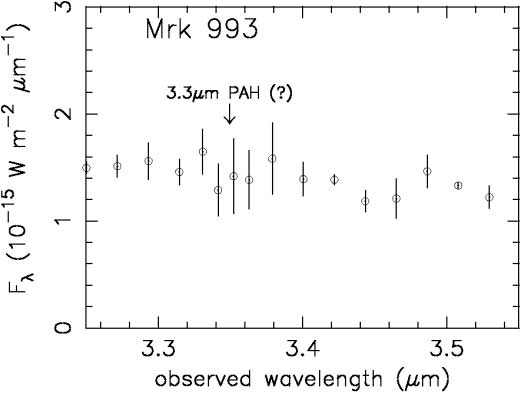 Mrk 993
3.3μm PAH (?)
3
2
1
0
F_λ (10^{-15} W m^{-2} μm^{-1})
3.3 3.4 3.5
observed wavelength (μm)